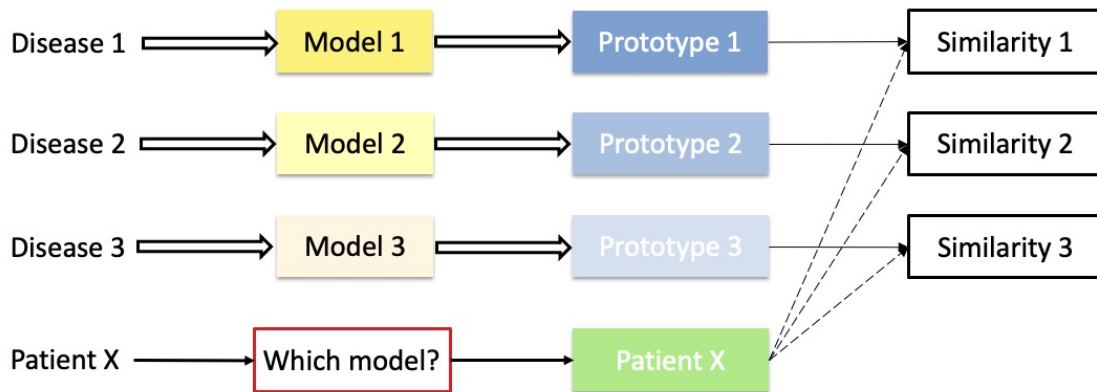 Disease 1
Model 1
Prototype 1
Similarity 1
Disease 2
Model 2
Prototype 2
Similarity 2
Disease 3
Model 3
Prototype 3
Similarity 3
Patient X
Which model?
Patient X